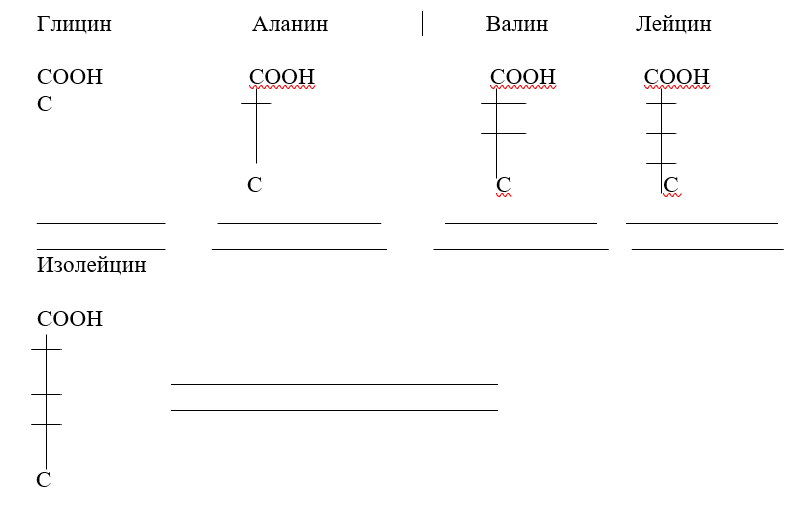 Глицин Аланин Валин Лейцин
COOH COOH COOH COOH
C
C C C
Изолейцин
COOH
C